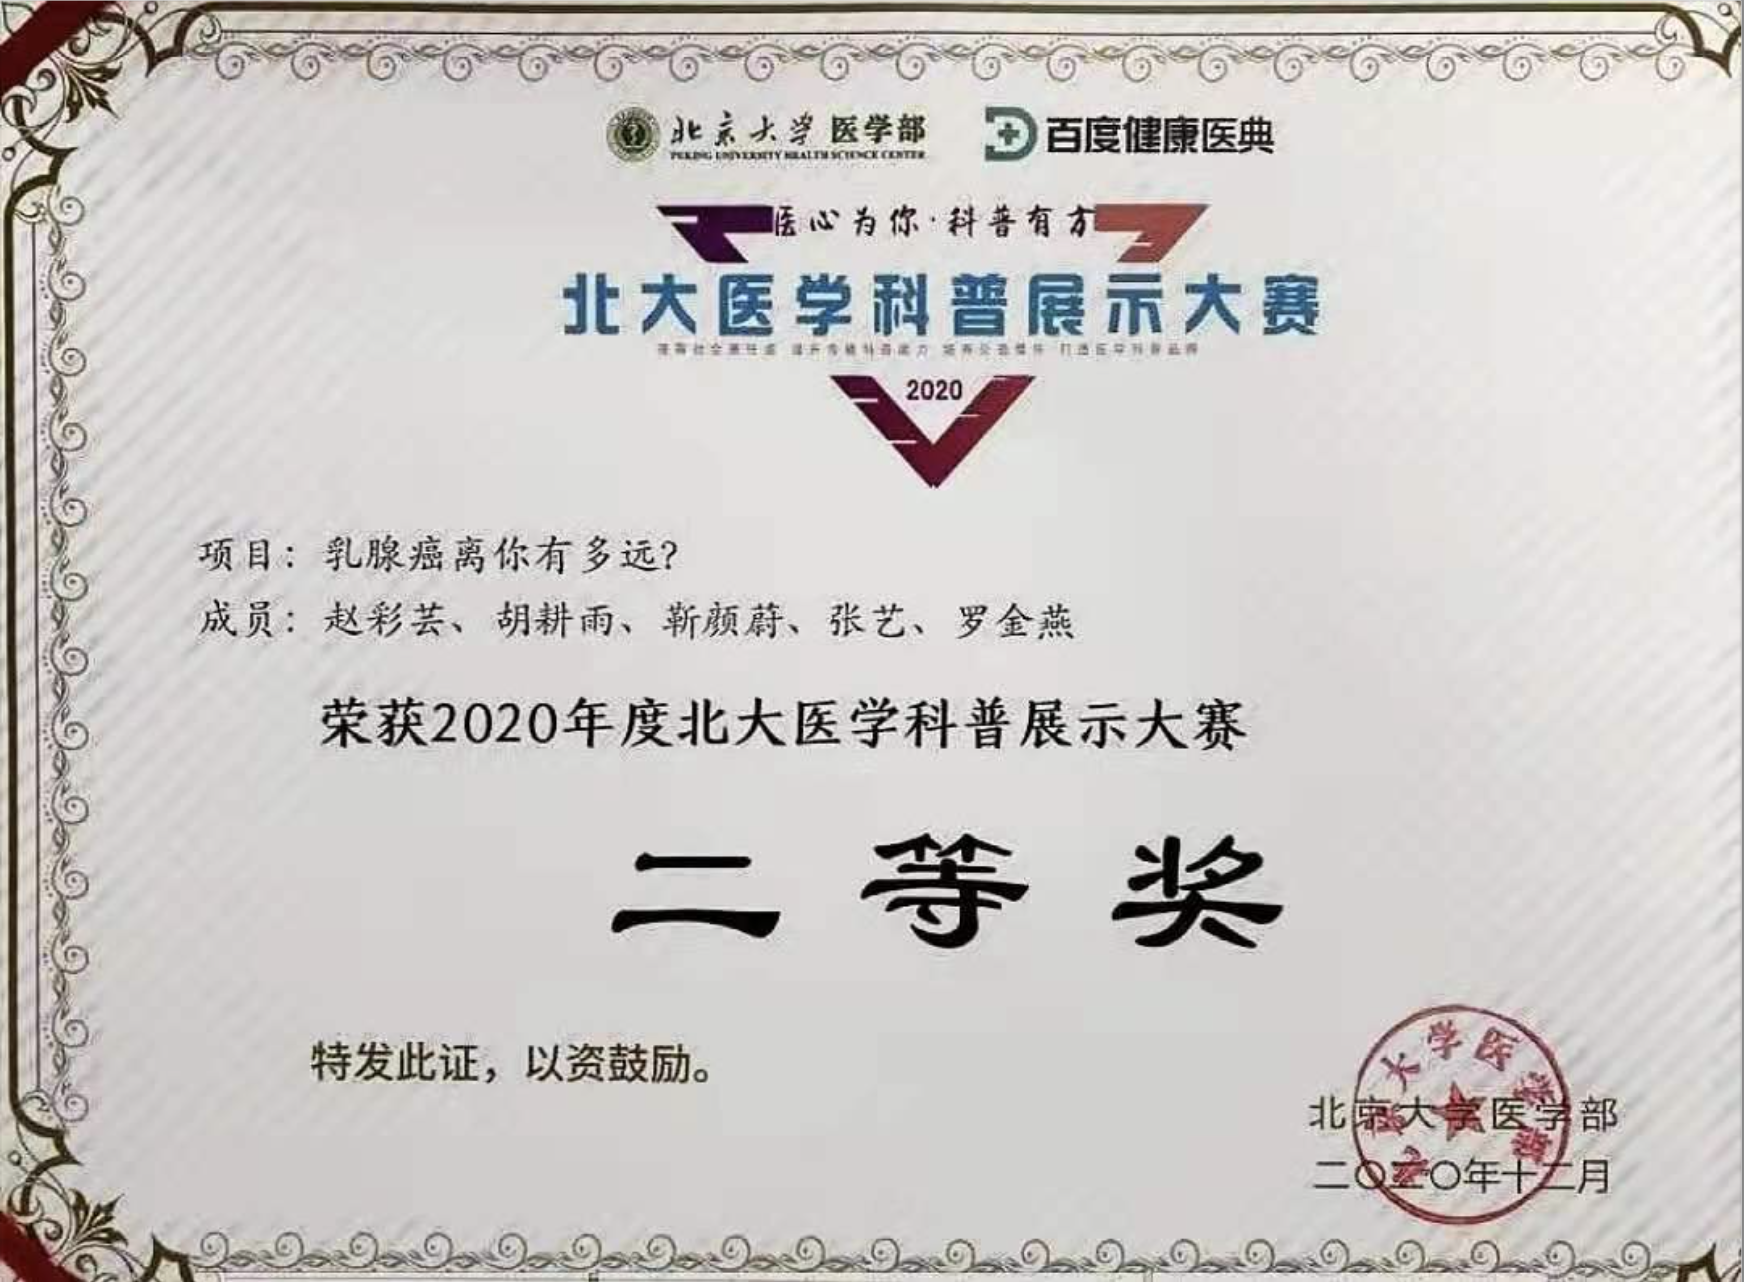 北京大学 医学部 百度健康医典
PEKING UNIVERSITY HEALTH SCIENCE CENTER
医心为你·科普有方
北大医学科普展示大赛
2020
项目：乳腺癌离你有多远？
成员：赵彩芸、胡耕雨、靳颜蔚、张艺、罗金燕
荣获2020年度北大医学科普展示大赛
二等奖
特发此证，以资鼓励。
北京大学医学部
北京大学医学部
二〇二〇年十二月